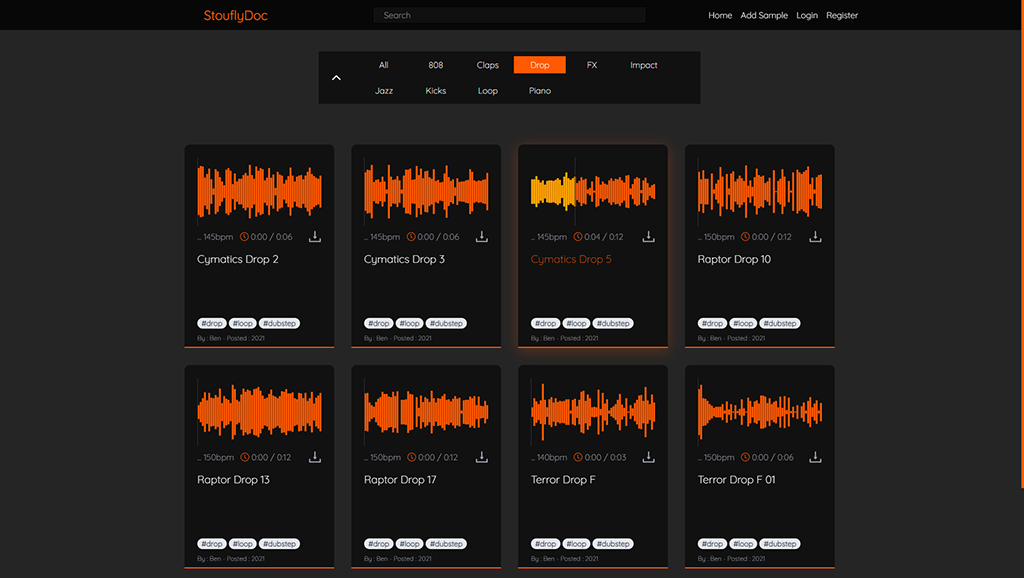 StouflyDoc Search Home Add Sample Login Register
All 808 Claps Drop FX Impact
Jazz Kicks Loop Piano
_ 145bpm 0:00 / 0:06
Cymatics Drop 2
#drop #loop #dubstep
By : Ben - Posted : 2021
_ 145bpm 0:00 / 0:06
Cymatics Drop 3
#drop #loop #dubstep
By : Ben - Posted : 2021
_ 145bpm 0:04 / 0:12
Cymatics Drop 5
#drop #loop #dubstep
By : Ben - Posted : 2021
_ 150bpm 0:00 / 0:12
Raptor Drop 10
#drop #loop #dubstep
By : Ben - Posted : 2021
_ 150bpm 0:00 / 0:12
Raptor Drop 13
#drop #loop #dubstep
By : Ben - Posted : 2021
_ 150bpm 0:00 / 0:12
Raptor Drop 17
#drop #loop #dubstep
By : Ben - Posted : 2021
_ 140bpm 0:00 / 0:03
Terror Drop F
#drop #loop #dubstep
By : Ben - Posted : 2021
_ 150bpm 0:00 / 0:06
Terror Drop F 01
#drop #loop #dubstep
By : Ben - Posted : 2021